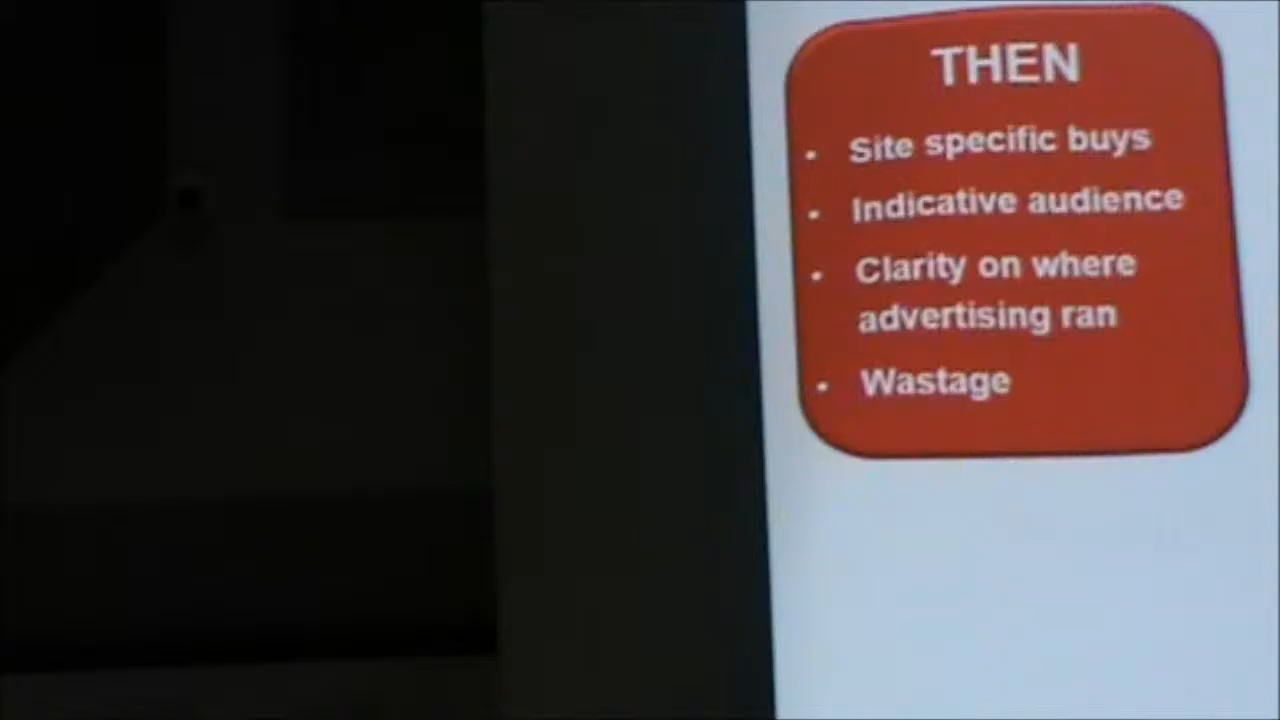 THEN
• Site specific buys
• Indicative audience
• Clarity on where
advertising ran
• Wastage